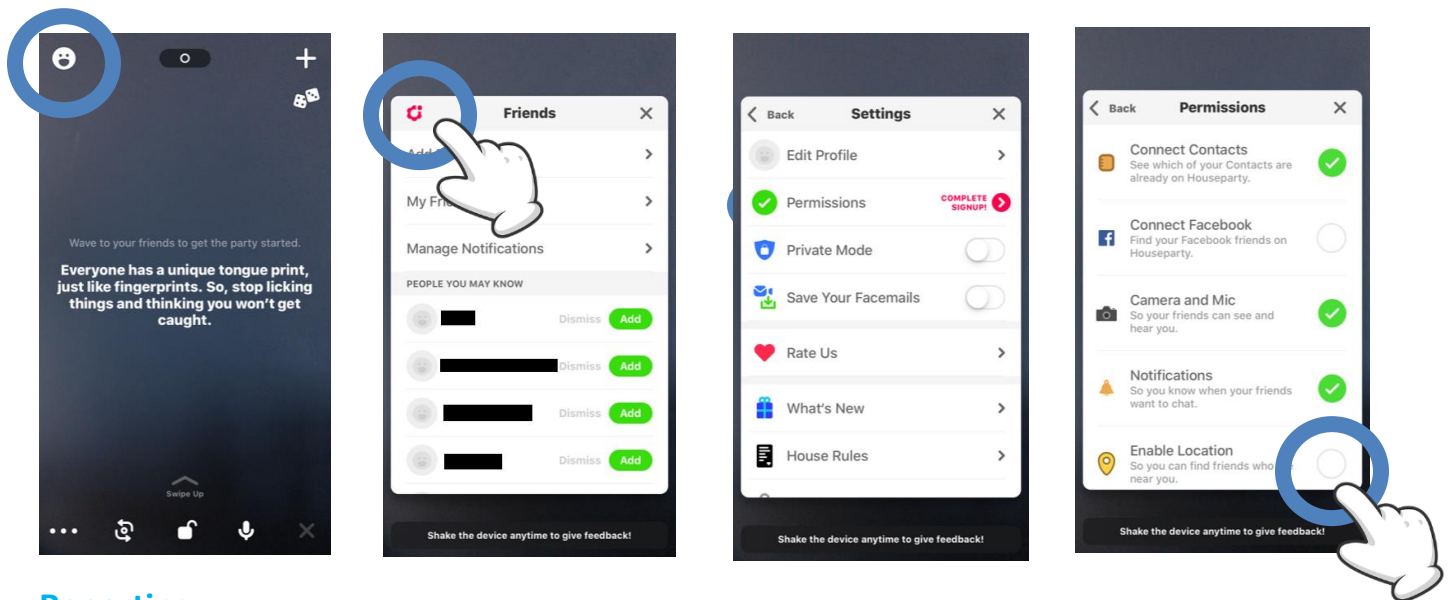 Wave to your friends to get the party started.
Everyone has a unique tongue print,
just like fingerprints. So, stop licking
things and thinking you won't get
caught.
Swipe Up
Friends
My
Manage Notifications
PEOPLE YOU MAY KNOW
Dismiss Add
Dismiss Add
Dismiss Add
Dismiss Add
Shake the device anytime to give feedback!
Back Settings
Edit Profile
Permissions COMPLETE
SIGNUP!
Private Mode
Save Your Facemails
Rate Us
What's New
House Rules
Shake the device anytime to give feedback!
Back Permissions
Connect Contacts
See which of your Contacts are
already on Houseparty.
Connect Facebook
Find your Facebook friends on
Houseparty.
Camera and Mic
So your friends can see and
hear you.
Notifications
So you know when your friends
want to chat.
Enable Location
So you can find friends who
near you.
Shake the device anytime to give feedback!